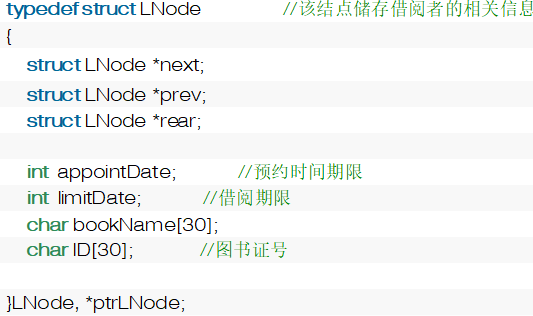 typedef struct LNode //该结点储存借阅者的相关信息
{
struct LNode *next;
struct LNode *prev;
struct LNode *rear;
int appointDate; //预约时间期限
int limitDate; //借阅期限
char bookName[30];
char ID[30]; //图书证号
}LNode, *ptrLNode;